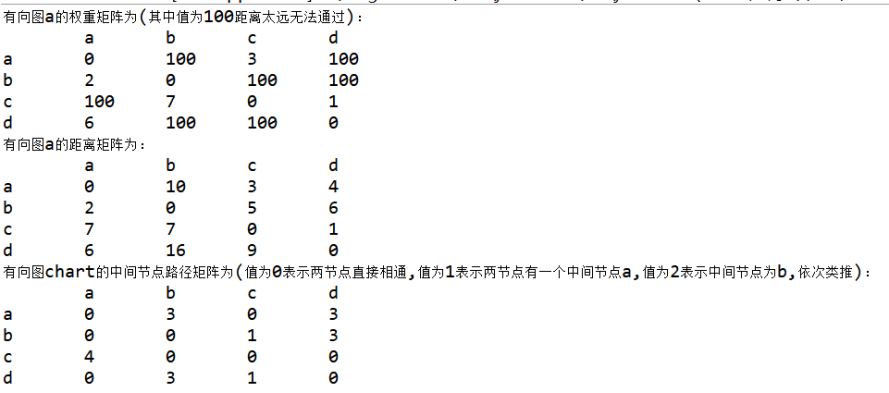 有向图a的权重矩阵为(其中值为100距离太远无法通过):
a b c d
a 0 100 3 100
b 2 0 100 100
c 100 7 0 1
d 6 100 100 0
有向图a的距离矩阵为:
a b c d
a 0 10 3 4
b 2 0 5 6
c 7 7 0 1
d 6 16 9 0
有向图chart的中间节点路径矩阵为(值为0表示两节点直接相通,值为1表示两节点有一个中间节点a,值为2表示中间节点为b,依次类推):
a b c d
a 0 3 0 3
b 0 0 1 3
c 4 0 0 0
d 0 3 1 0